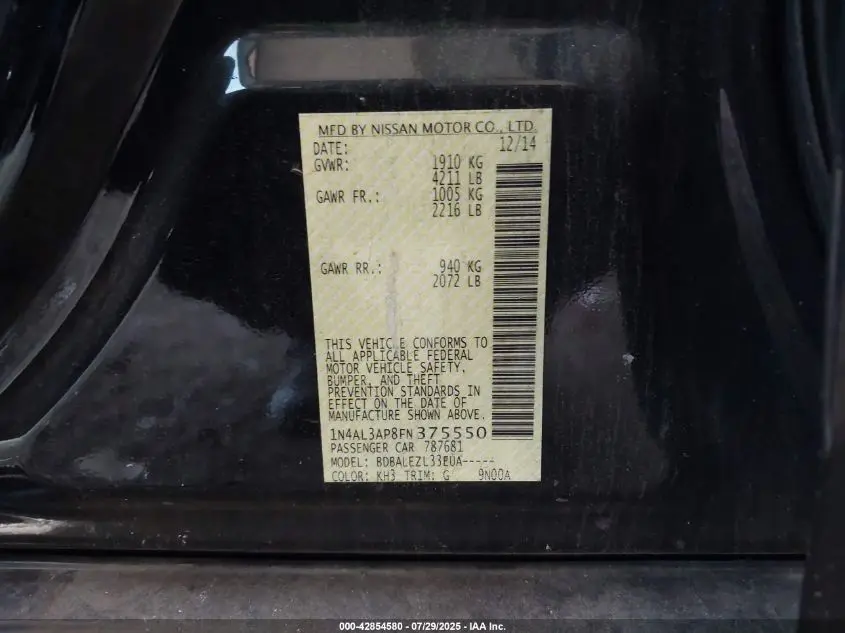 MFD BY NISSAN MOTOR CO., LTD.
DATE: 12/14
GVWR: 1910 KG
4211 LB
GAWR FR.: 1005 KG
2216 LB
GAWR RR.: 940 KG
2072 LB
THIS VEHICLE CONFORMS TO
ALL APPLICABLE FEDERAL
MOTOR VEHICLE SAFETY,
BUMPER, AND THEFT
PREVENTION STANDARDS IN
EFFECT ON THE DATE OF
MANUFACTURE SHOWN ABOVE.
1N4AL3AP8FN375550
PASSENGER CAR 787681
MODEL: BDBALEZL33EUA-----
COLOR: KH3 TRIM: G 9N00A
000-42854580 | 07/29/2025 - IAA Inc.